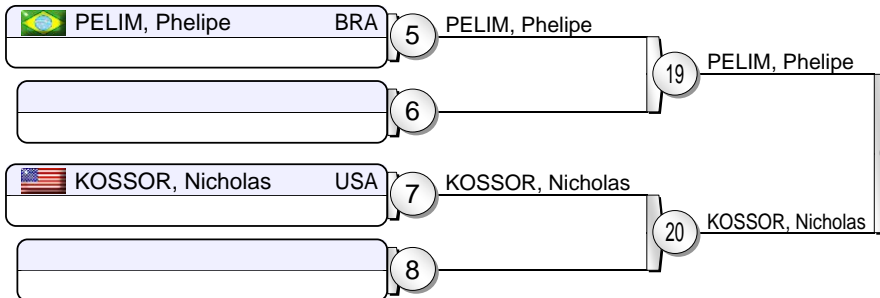 PELIM, Phelipe BRA 5 PELIM, Phelipe
19 PELIM, Phelipe
6
KOSSOR, Nicholas USA 7 KOSSOR, Nicholas
20 KOSSOR, Nicholas
8